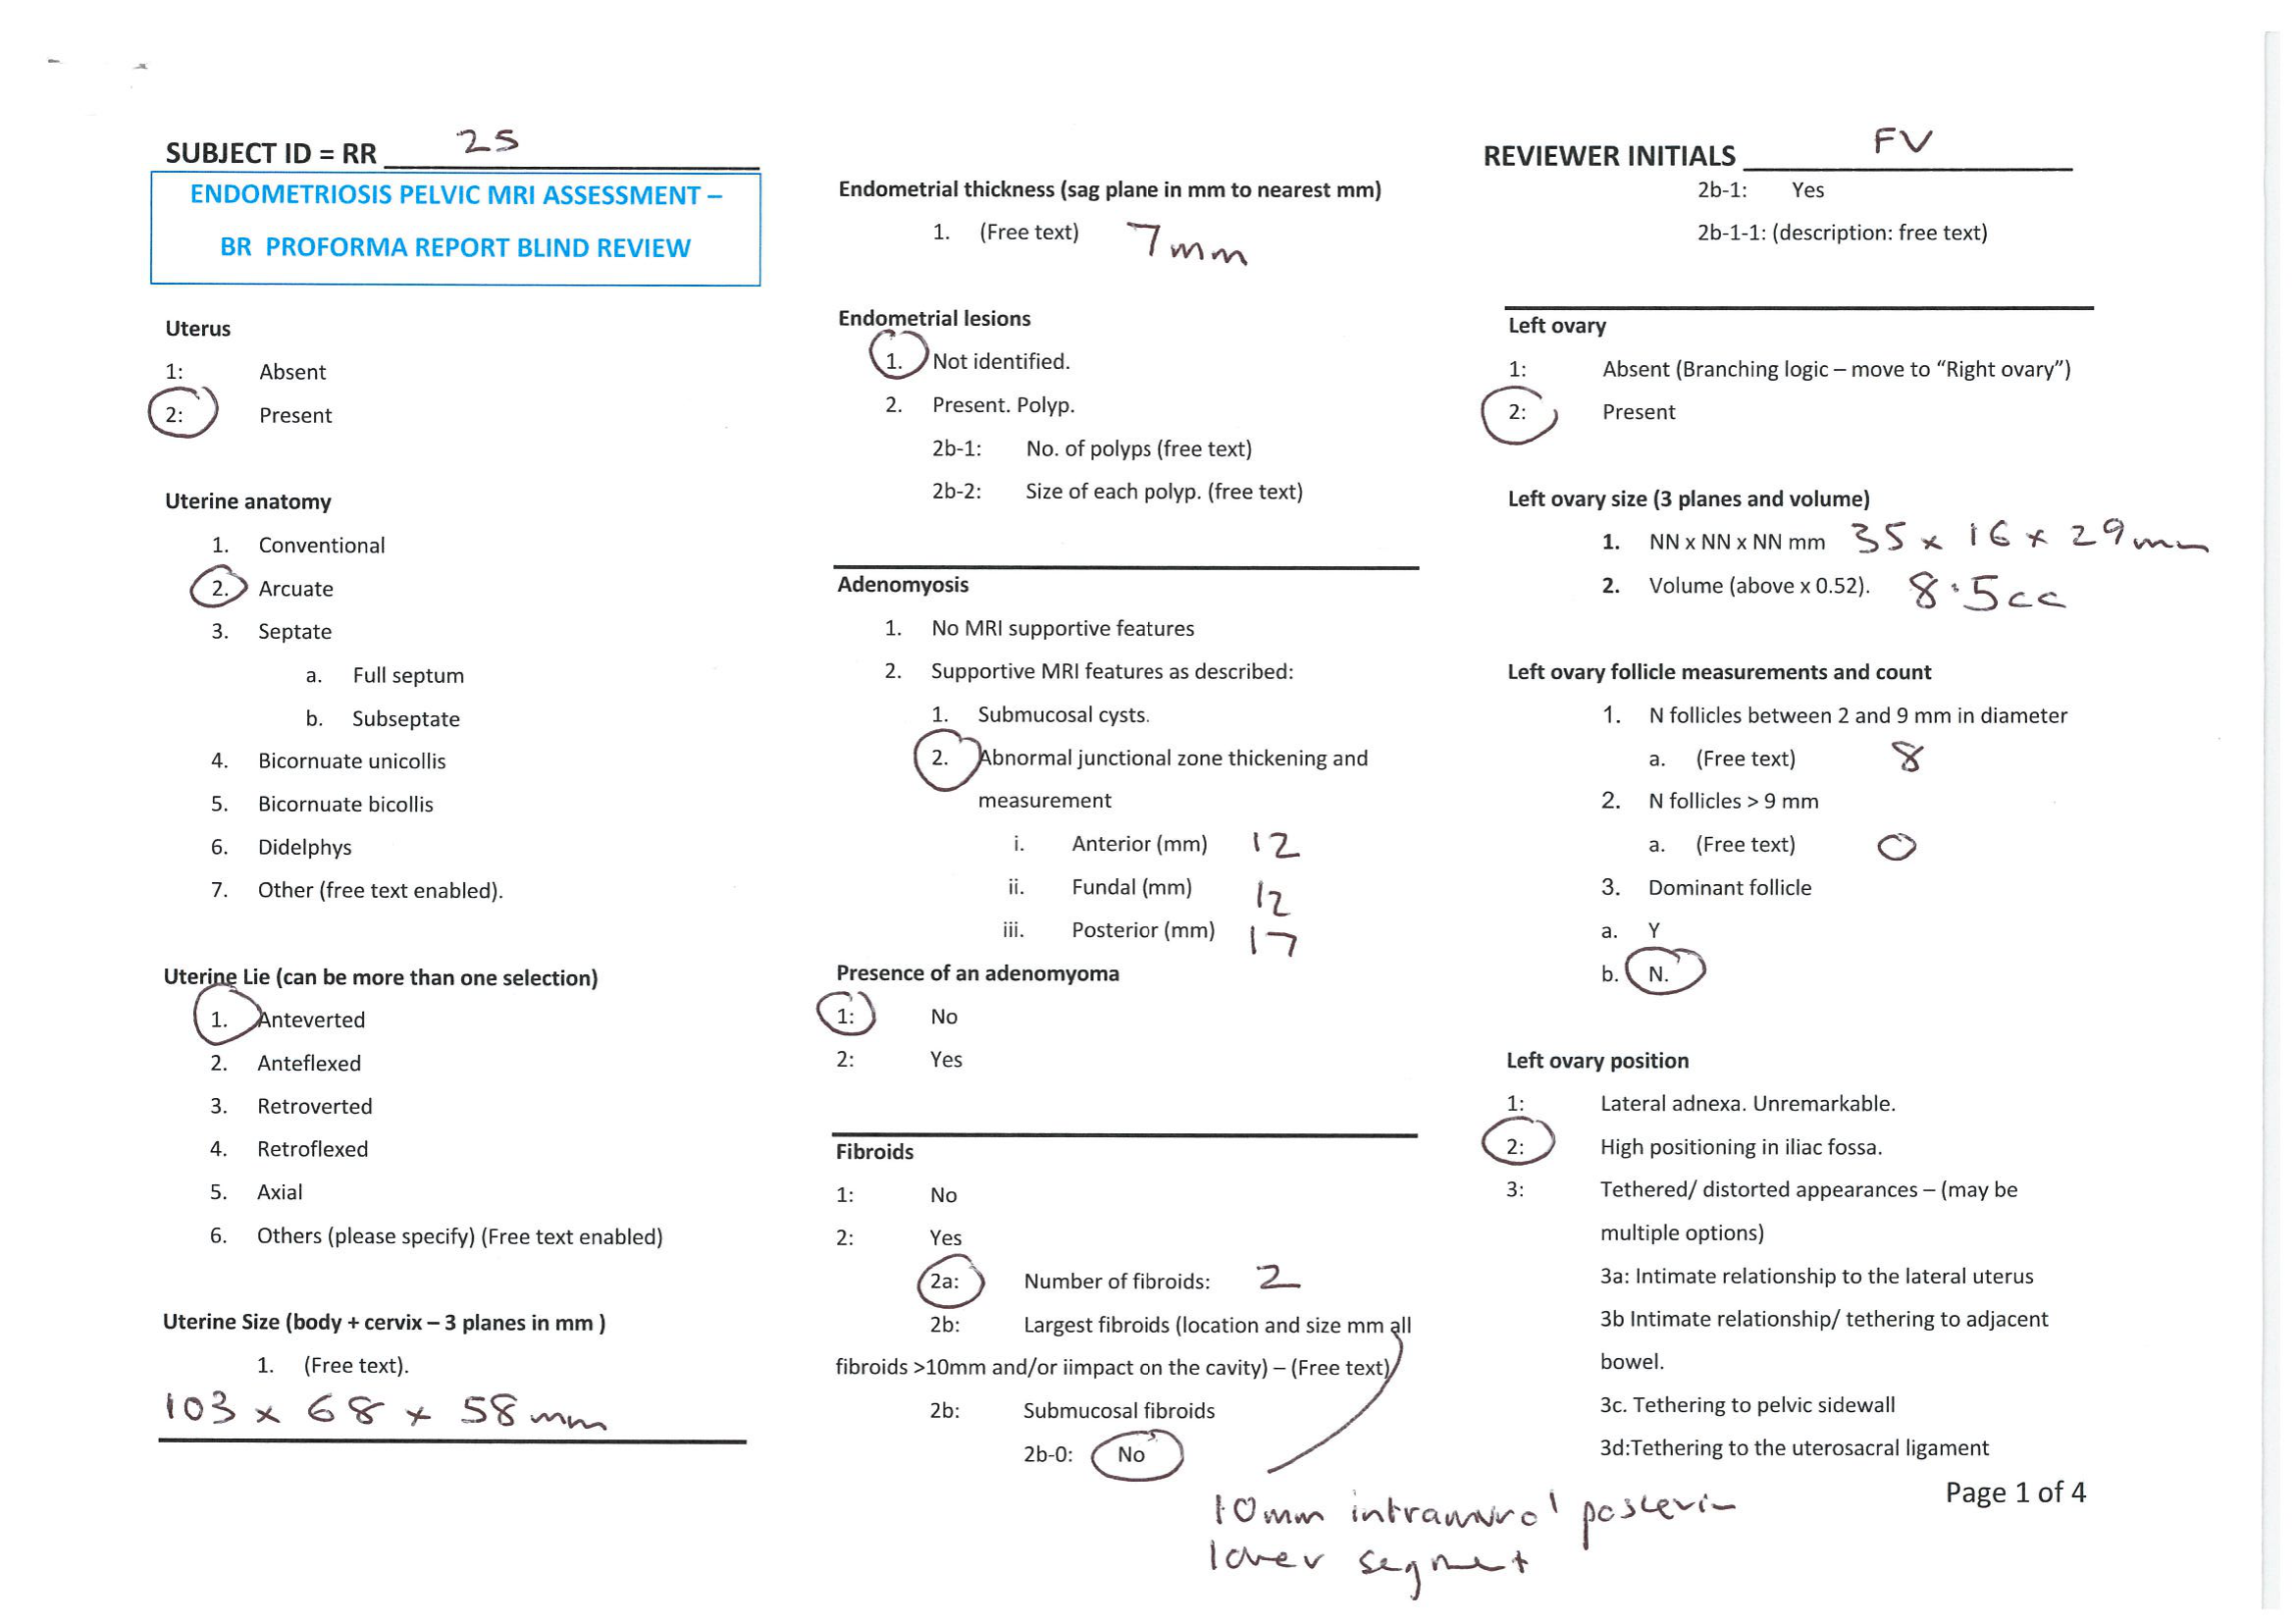 SUBJECT ID = RR 25
ENDOMETRIOSIS PELVIC MRI ASSESSMENT –
BR PROFORMA REPORT BLIND REVIEW
Uterus
1: Absent
2: Present
Uterine anatomy
1. Conventional
2. Arcuate
3. Septate
a. Full septum
b. Subseptate
4. Bicornuate unicollis
5. Bicornuate bicollis
6. Didelphys
7. Other (free text enabled).
Uterine Lie (can be more than one selection)
1. Anteverted
2. Anteflexed
3. Retroverted
4. Retroflexed
5. Axial
6. Others (please specify) (Free text enabled)
Uterine Size (body + cervix – 3 planes in mm )
1. (Free text).
103 x 68 x 58 mm
Endometrial thickness (sag plane in mm to nearest mm)
1. (Free text) 7mm
Endometrial lesions
1. Not identified.
2. Present. Polyp.
2b-1: No. of polyps (free text)
2b-2: Size of each polyp. (free text)
Adenomyosis
1. No MRI supportive features
2. Supportive MRI features as described:
1. Submucosal cysts.
2. Abnormal junctional zone thickening and
measurement
i. Anterior (mm) 12
ii. Fundal (mm) 12
iii. Posterior (mm) 17
Presence of an adenomyoma
1: No
2: Yes
Fibroids
1: No
2: Yes
2a: Number of fibroids: 2
2b: Largest fibroids (location and size mm all
fibroids >10mm and/or iimpact on the cavity) – (Free text)
2b: Submucosal fibroids
2b-0: No
10mm intramural posterior
lower segment
REVIEWER INITIALS FV
2b-1: Yes
2b-1-1: (description: free text)
Left ovary
1: Absent (Branching logic – move to “Right ovary”)
2: Present
Left ovary size (3 planes and volume)
1. NN x NN x NN mm 35 x 16 x 29 mm
2. Volume (above x 0.52). 8.5cc
Left ovary follicle measurements and count
1. N follicles between 2 and 9 mm in diameter
a. (Free text) 8
2. N follicles > 9 mm
a. (Free text) 0
3. Dominant follicle
a. Y
b. N.
Left ovary position
1: Lateral adnexa. Unremarkable.
2: High positioning in iliac fossa.
3: Tethered/ distorted appearances – (may be
multiple options)
3a: Intimate relationship to the lateral uterus
3b Intimate relationship/ tethering to adjacent
bowel.
3c. Tethering to pelvic sidewall
3d:Tethering to the uterosacral ligament
Page 1 of 4